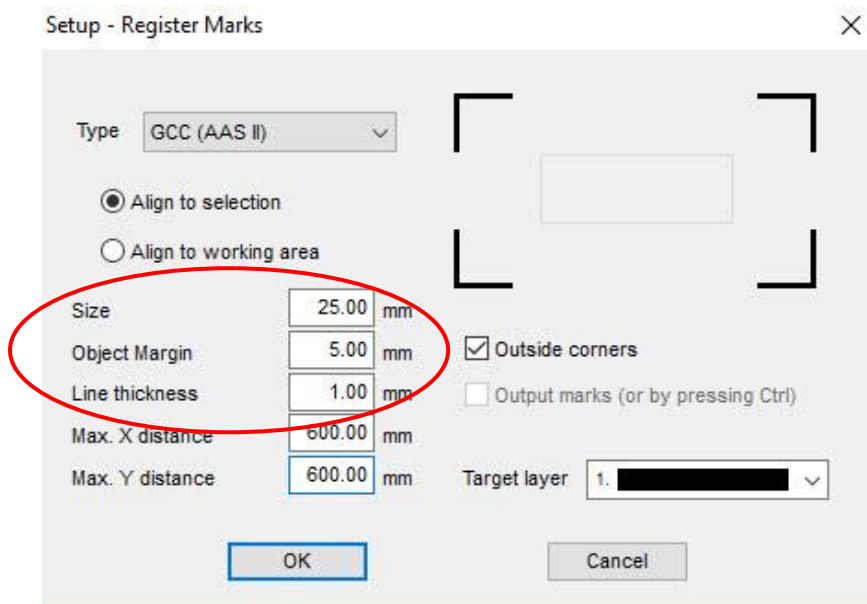 Setup - Register Marks
Type GCC (AAS II)
Align to selection
Align to working area
Size 25.00 mm
Object Margin 5.00 mm
Outside corners
Line thickness 1.00 mm
Output marks (or by pressing Ctrl)
Max. X distance 600.00 mm
Max. Y distance 600.00 mm
Target layer 1.
OK Cancel